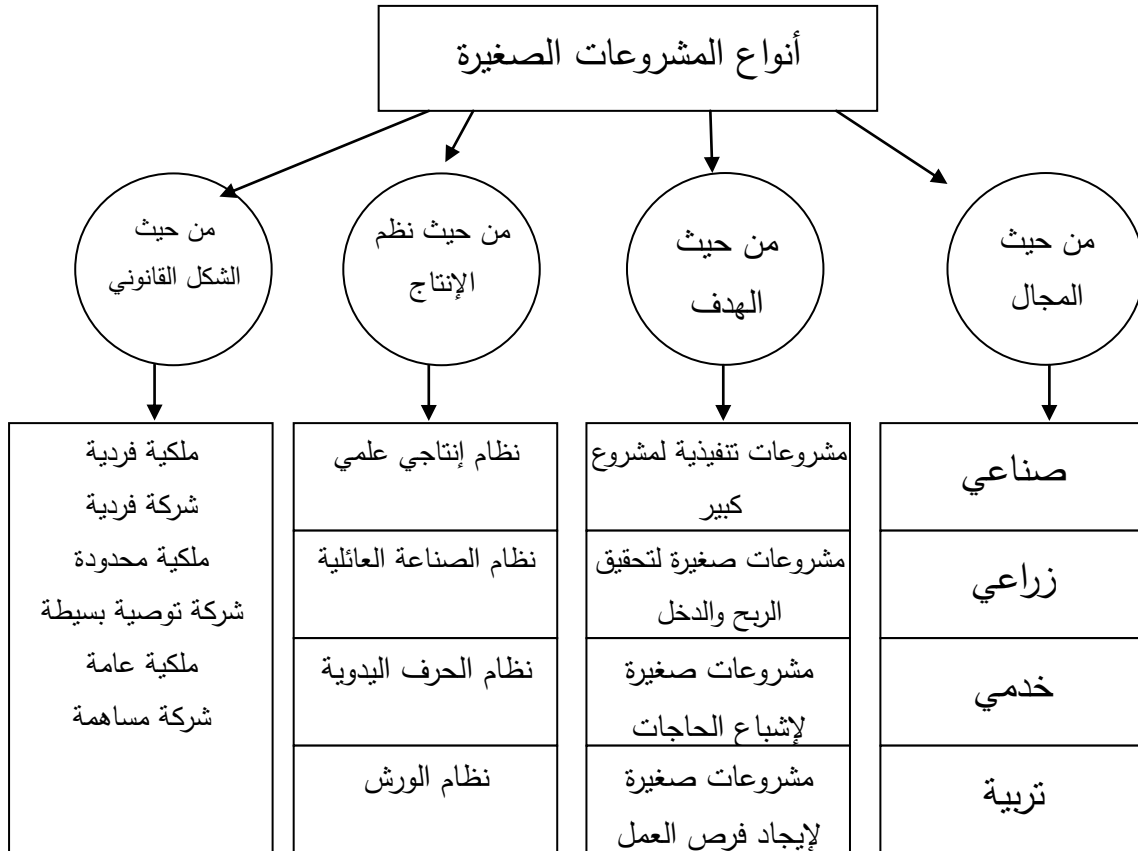 أنواع المشروعات الصغيرة
من حيث
المجال
من حيث
الهدف
من حيث نظم
الإنتاج
من حيث
الشكل القانوني
صناعي
زراعي
خدمي
تربية
مشروعات تنفيذية لمشروع
كبير
مشروعات صغيرة لتحقيق
الربح والدخل
مشروعات صغيرة
لإشباع الحاجات
مشروعات صغيرة
لإيجاد فرص العمل
نظام إنتاجي علمي
نظام الصناعة العائلية
نظام الحرف اليدوية
نظام الورش
ملكية فردية
شركة فردية
ملكية محدودة
شركة توصية بسيطة
ملكية عامة
شركة مساهمة